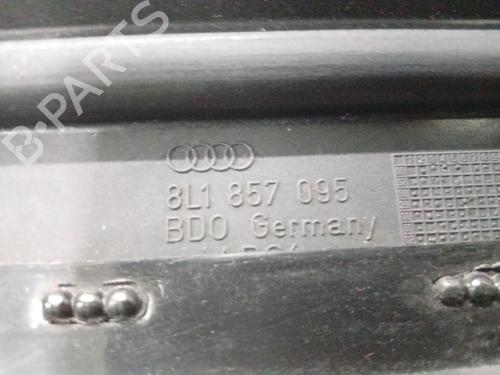 B-PARTS
8L1 857 095
BDO Germany